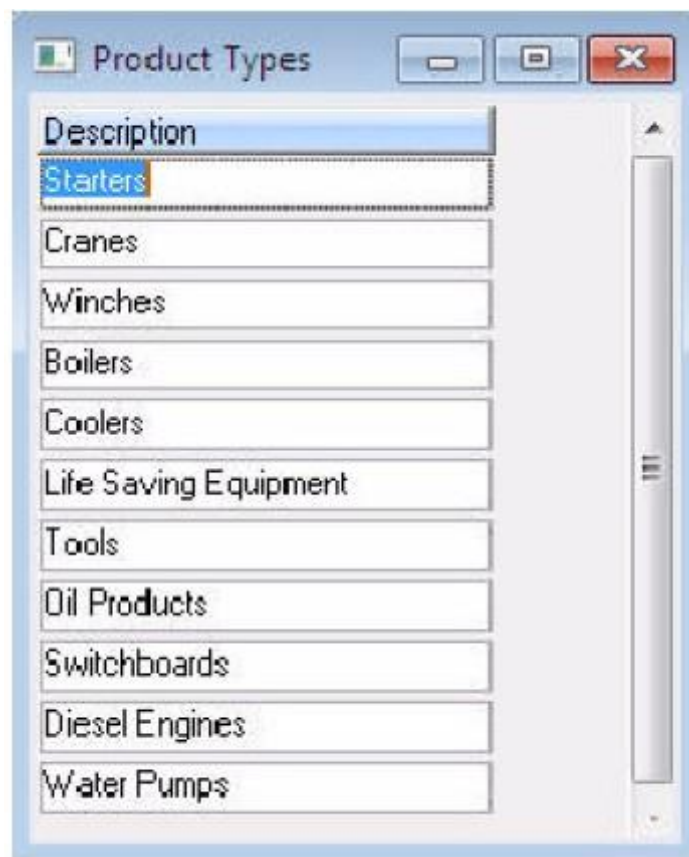 Product Types
Description
Starters
Cranes
Winches
Boilers
Coolers
Life Saving Equipment
Tools
Oil Products
Switchboards
Diesel Engines
Water Pumps